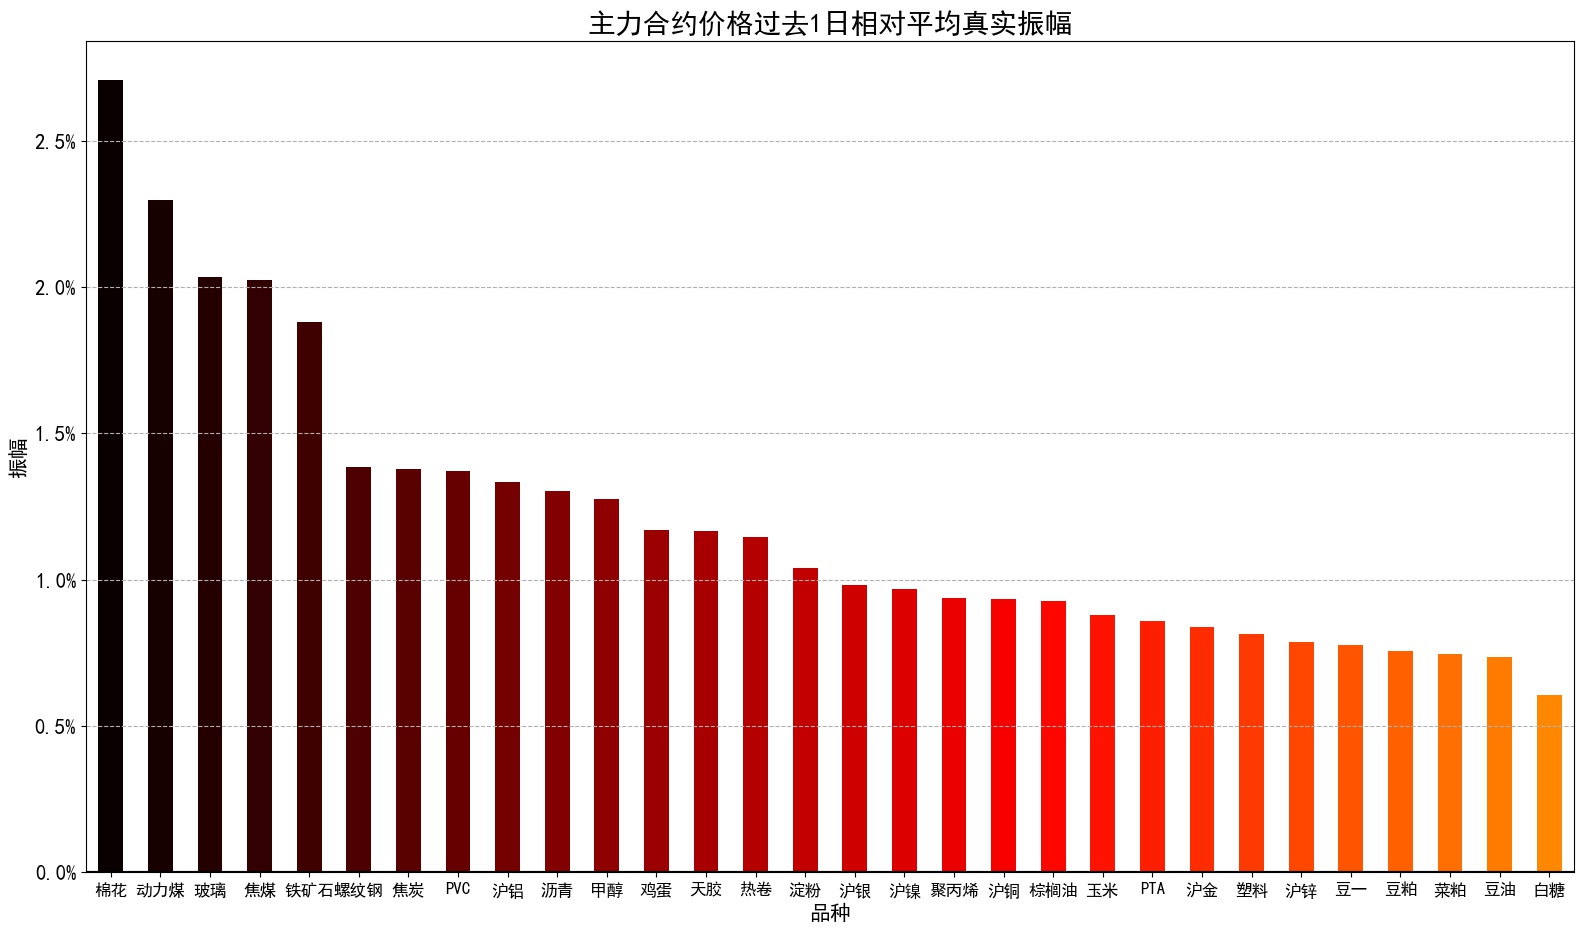 主力合约价格过去1日相对平均真实振幅
振幅
2.5%
2.0%
1.5%
1.0%
0.5%
0.0%
棉花 动力煤 玻璃 焦煤 铁矿石 螺纹钢 焦炭 PVC 沪铝 沥青 甲醇 鸡蛋 天胶 热卷 淀粉 沪银 沪镍 聚丙烯 沪铜 棕榈油 玉米 PTA 沪金 塑料 沪锌 豆一 豆粕 菜粕 豆油 白糖
品种